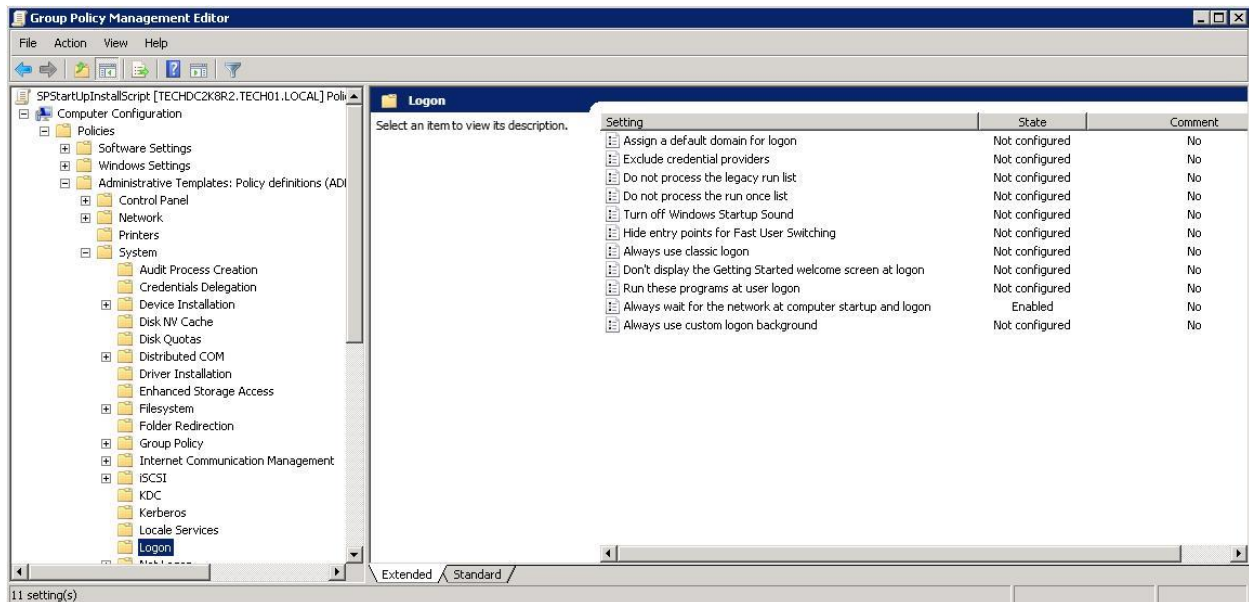 Group Policy Management Editor
File Action View Help
SPStartUpInstallScript [TECHDC2K8R2.TECH01.LOCAL] Poli
Computer Configuration
Policies
Software Settings
Windows Settings
Administrative Templates: Policy definitions (ADI
Control Panel
Network
Printers
System
Audit Process Creation
Credentials Delegation
Device Installation
Disk NV Cache
Disk Quotas
Distributed COM
Driver Installation
Enhanced Storage Access
Filesystem
Folder Redirection
Group Policy
Internet Communication Management
iSCSI
KDC
Kerberos
Locale Services
Logon
Logon
Select an item to view its description.
Setting State Comment
Assign a default domain for logon Not configured No
Exclude credential providers Not configured No
Do not process the legacy run list Not configured No
Do not process the run once list Not configured No
Turn off Windows Startup Sound Not configured No
Hide entry points for Fast User Switching Not configured No
Always use classic logon Not configured No
Don't display the Getting Started welcome screen at logon Not configured No
Run these programs at user logon Not configured No
Always wait for the network at computer startup and logon Enabled No
Always use custom logon background Not configured No
Extended Standard
11 setting(s)